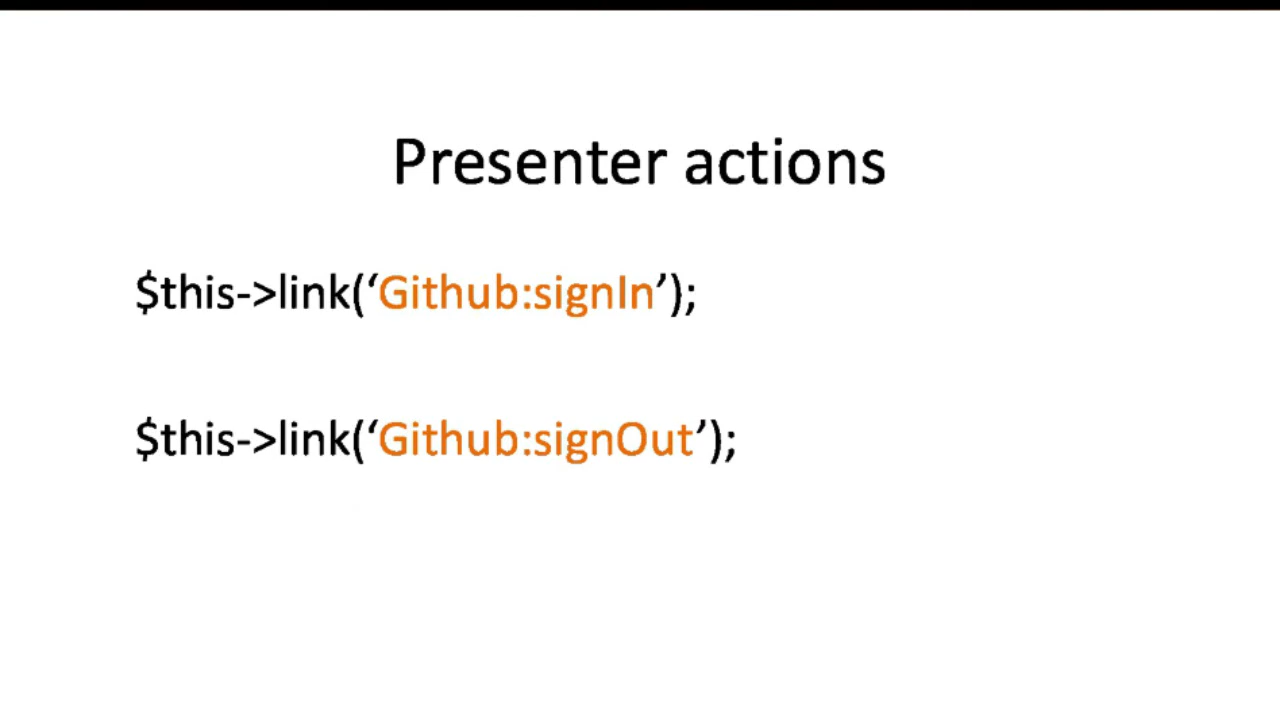 Presenter actions
$this->link(‘Github:signIn’);
$this->link(‘Github:signOut’);